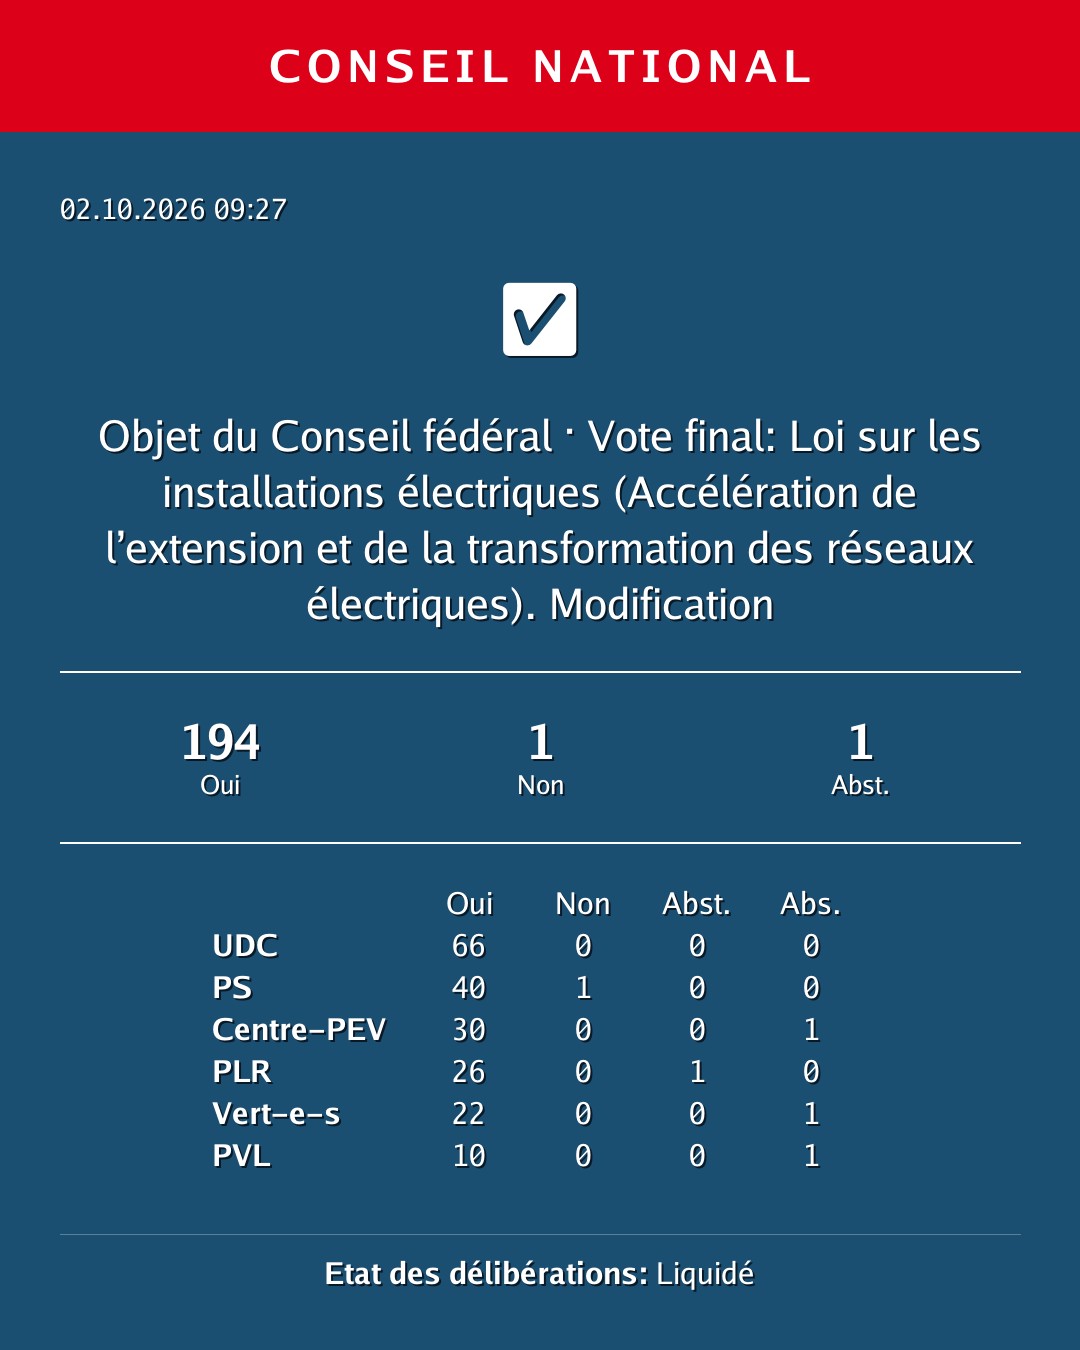 CONSEIL NATIONAL
02.10.2026 09:27
Objet du Conseil fédéral · Vote final: Loi sur les
installations électriques (Accélération de
l’extension et de la transformation des réseaux
électriques). Modification
194 1 1
Oui Non Abst.
Oui Non Abst. Abs.
UDC 66 0 0 0
PS 40 1 0 0
Centre-PEV 30 0 0 1
PLR 26 0 1 0
Vert-e-s 22 0 0 1
PVL 10 0 0 1
Etat des délibérations: Liquidé